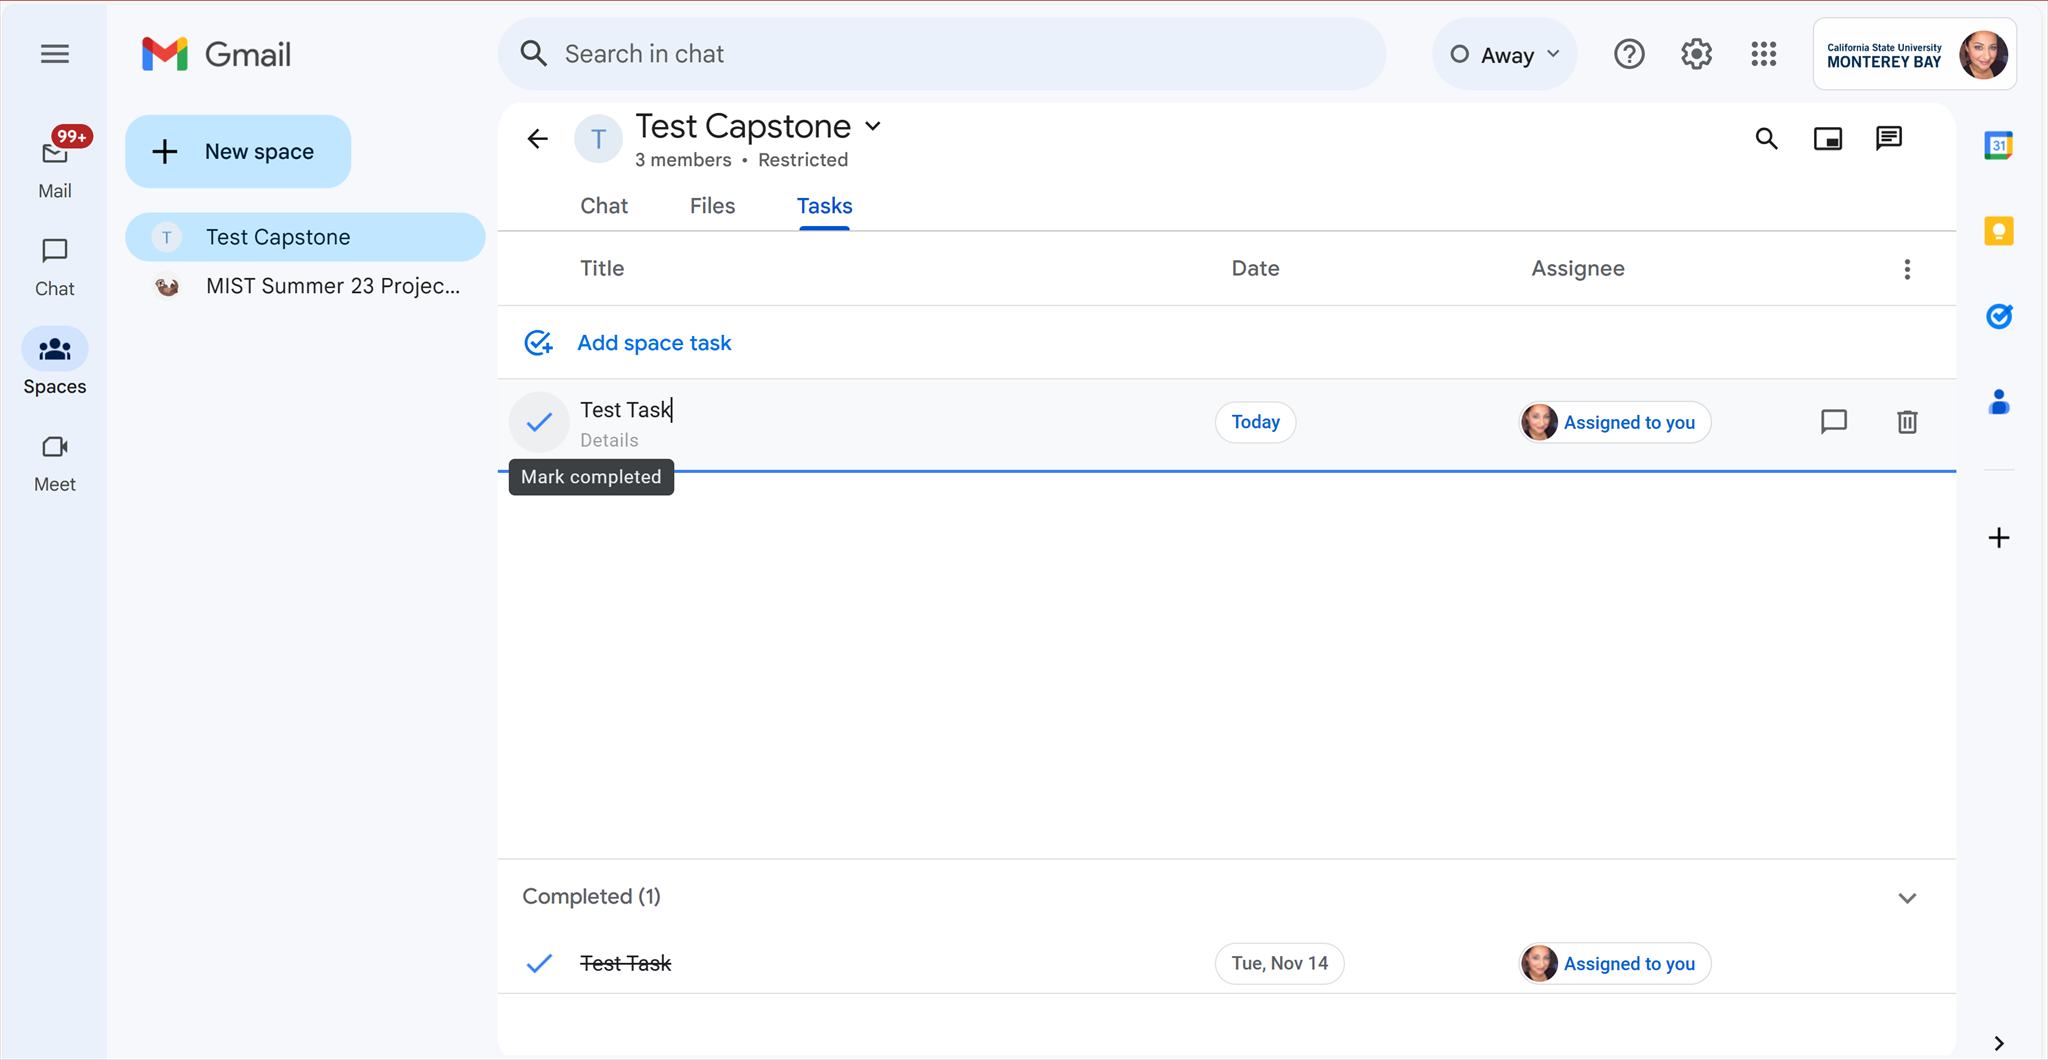 Gmail
Search in chat
Away
California State University
MONTEREY BAY
99+
Mail
Chat
Spaces
Meet
New space
T Test Capstone
MIST Summer 23 Projec...
T
Test Capstone
3 members • Restricted
Chat Files Tasks
Title Date Assignee
Add space task
Test Task Today Assigned to you
Details
Mark completed
Completed (1)
Test Task Tue, Nov 14 Assigned to you
31